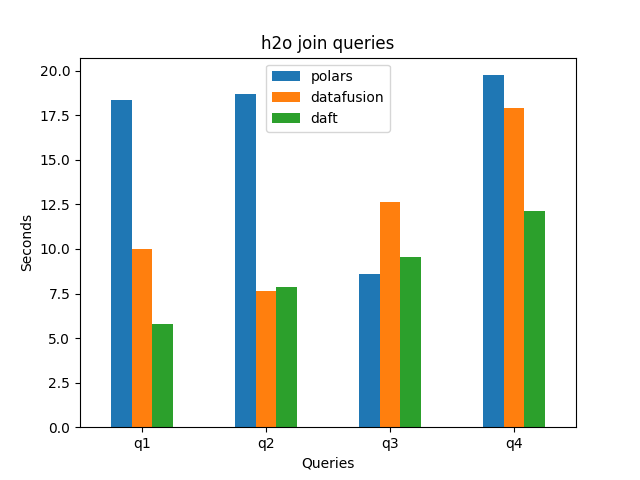 h2o join queries
polars
datafusion
daft
20.0
17.5
15.0
12.5
10.0
7.5
5.0
2.5
0.0
Seconds
q1 q2 q3 q4
Queries